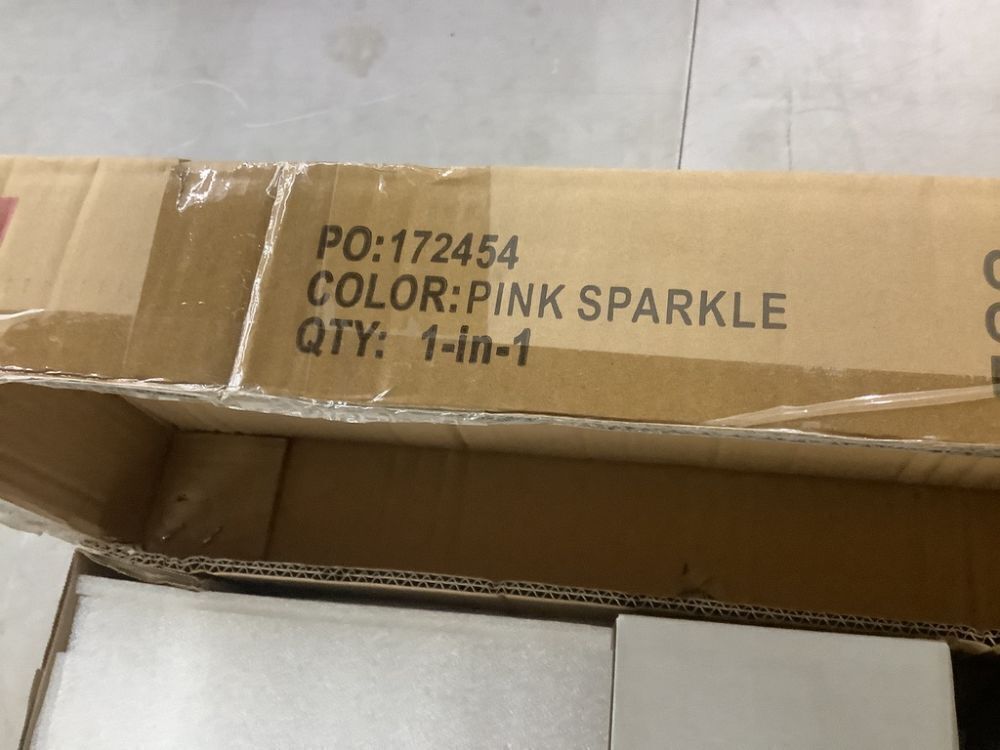 PO:172454
COLOR:PINK SPARKLE
QTY: 1-in-1